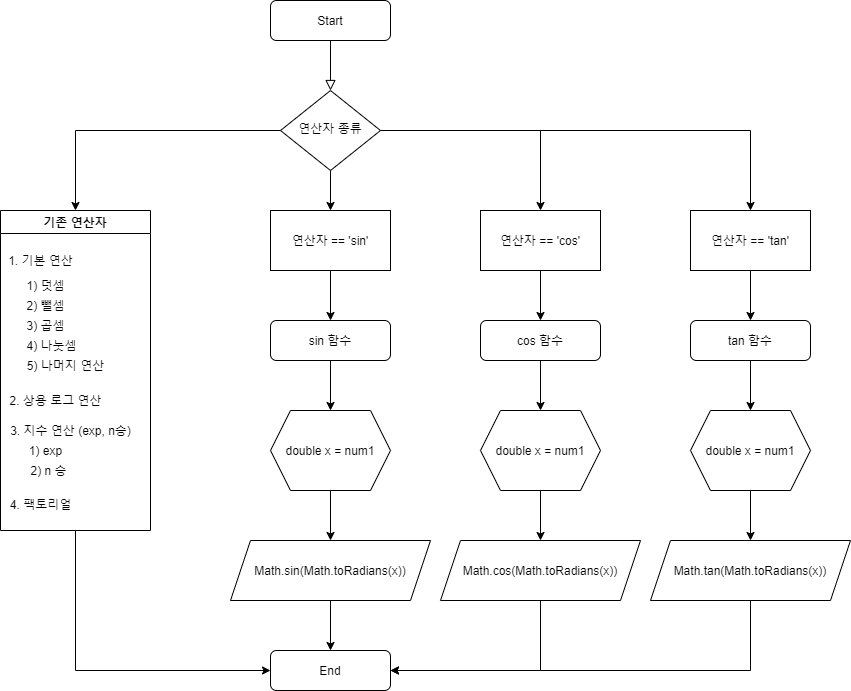 Start
연산자 종류
기존 연산자
1. 기본 연산
1) 덧셈
2) 뺄셈
3) 곱셈
4) 나눗셈
5) 나머지 연산
2. 상용 로그 연산
3. 지수 연산 (exp, n승)
1) exp
2) n 승
4. 팩토리얼
연산자 == 'sin'
sin 함수
double x = num1
Math.sin(Math.toRadians(x))
연산자 == 'cos'
cos 함수
double x = num1
Math.cos(Math.toRadians(x))
연산자 == 'tan'
tan 함수
double x = num1
Math.tan(Math.toRadians(x))
End